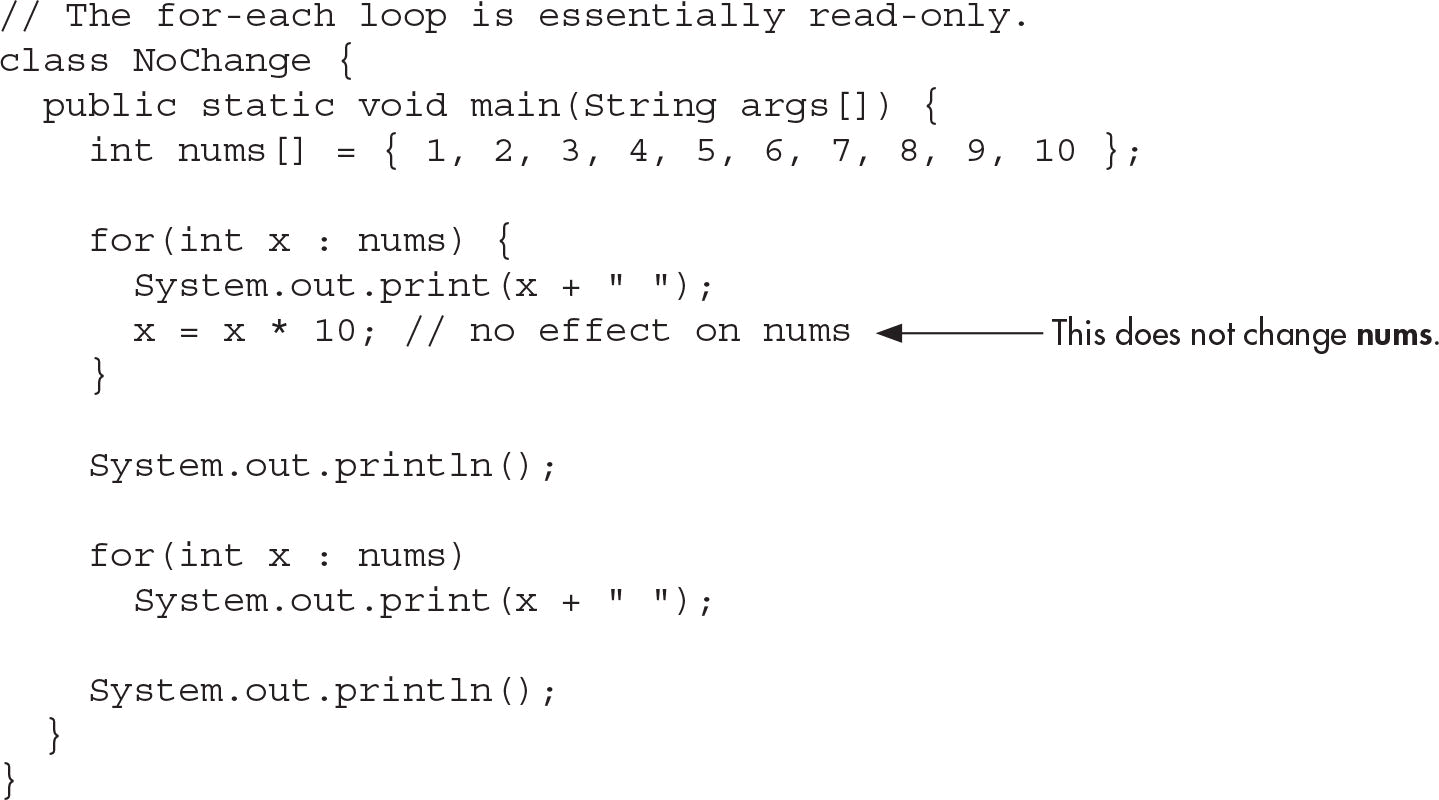 // The for-each loop is essentially read-only.
class NoChange {
  public static void main(String args[]) {
    int nums[] = { 1, 2, 3, 4, 5, 6, 7, 8, 9, 10 };
    for(int x : nums) {
      System.out.print(x + " ");
      x = x * 10; // no effect on nums This does not change nums.
    }
    System.out.println();
    for(int x : nums)
      System.out.print(x + " ");
    System.out.println();
  }
}